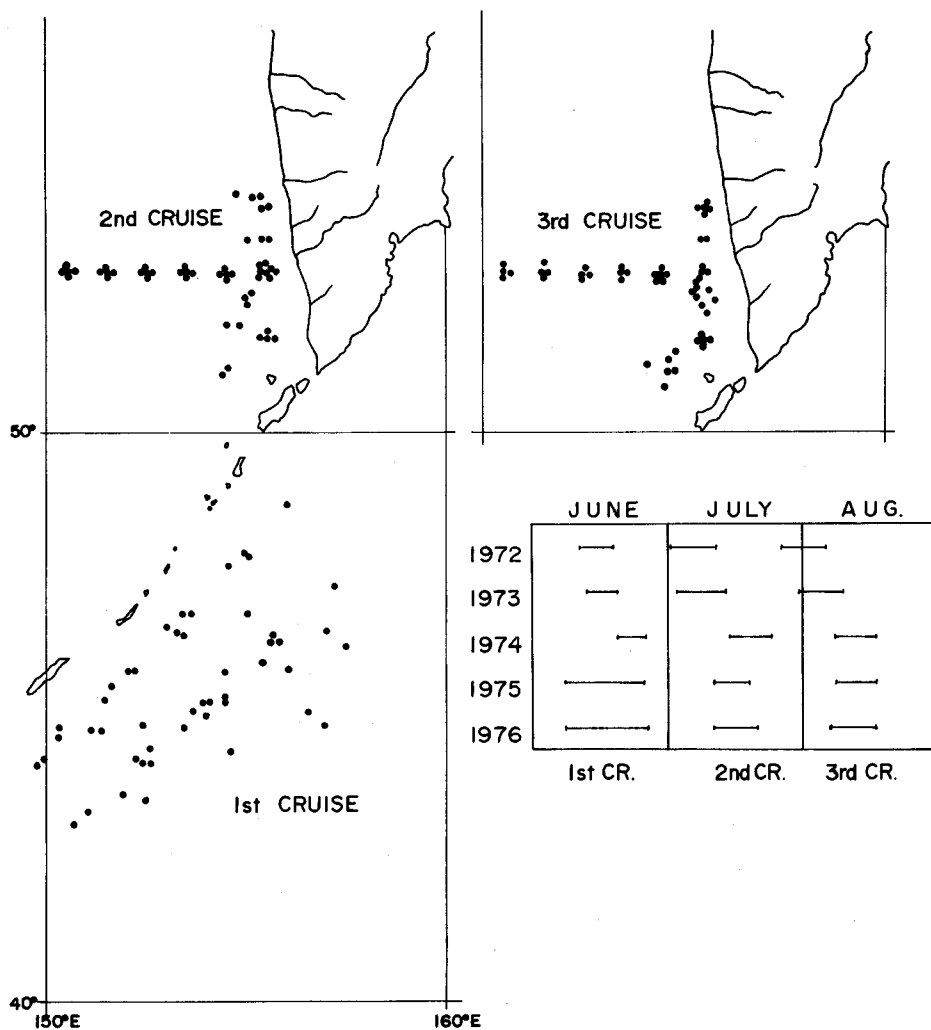 2nd CRUISE
3rd CRUISE
50°
JUNE JULY AUG.
1972
1973
1974
1975
1976
1st CR. 2nd CR. 3rd CR.
1st CRUISE
40°
150°E 160°E